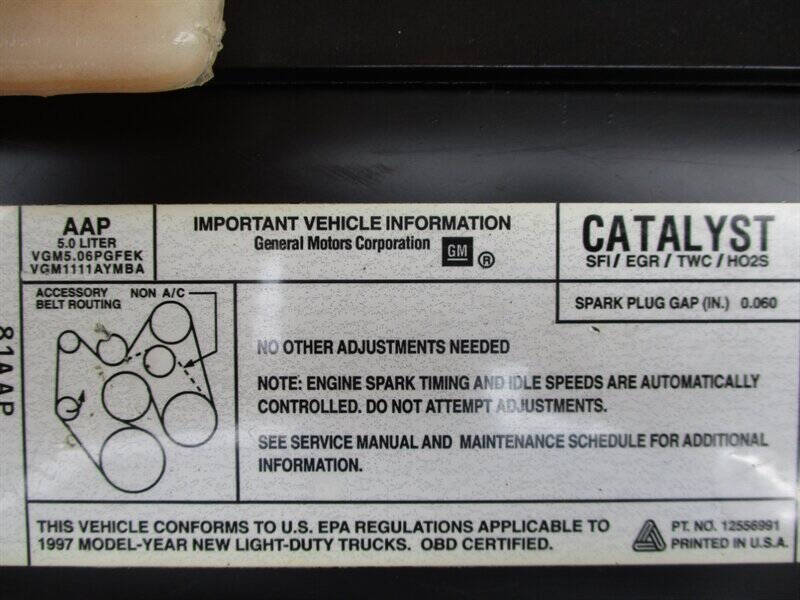 81AAP
AAP
5.0 LITER
VGM5.06PGFEK
VGM1111AYMBA
IMPORTANT VEHICLE INFORMATION
General Motors Corporation GM ®
CATALYST
SFI / EGR / TWC / HO2S
SPARK PLUG GAP (IN.) 0.060
ACCESSORY
BELT ROUTING
NON A/C
NO OTHER ADJUSTMENTS NEEDED
NOTE: ENGINE SPARK TIMING AND IDLE SPEEDS ARE AUTOMATICALLY
CONTROLLED. DO NOT ATTEMPT ADJUSTMENTS.
SEE SERVICE MANUAL AND MAINTENANCE SCHEDULE FOR ADDITIONAL
INFORMATION.
THIS VEHICLE CONFORMS TO U.S. EPA REGULATIONS APPLICABLE TO
1997 MODEL-YEAR NEW LIGHT-DUTY TRUCKS. OBD CERTIFIED.
PT. NO. 12556991
PRINTED IN U.S.A.